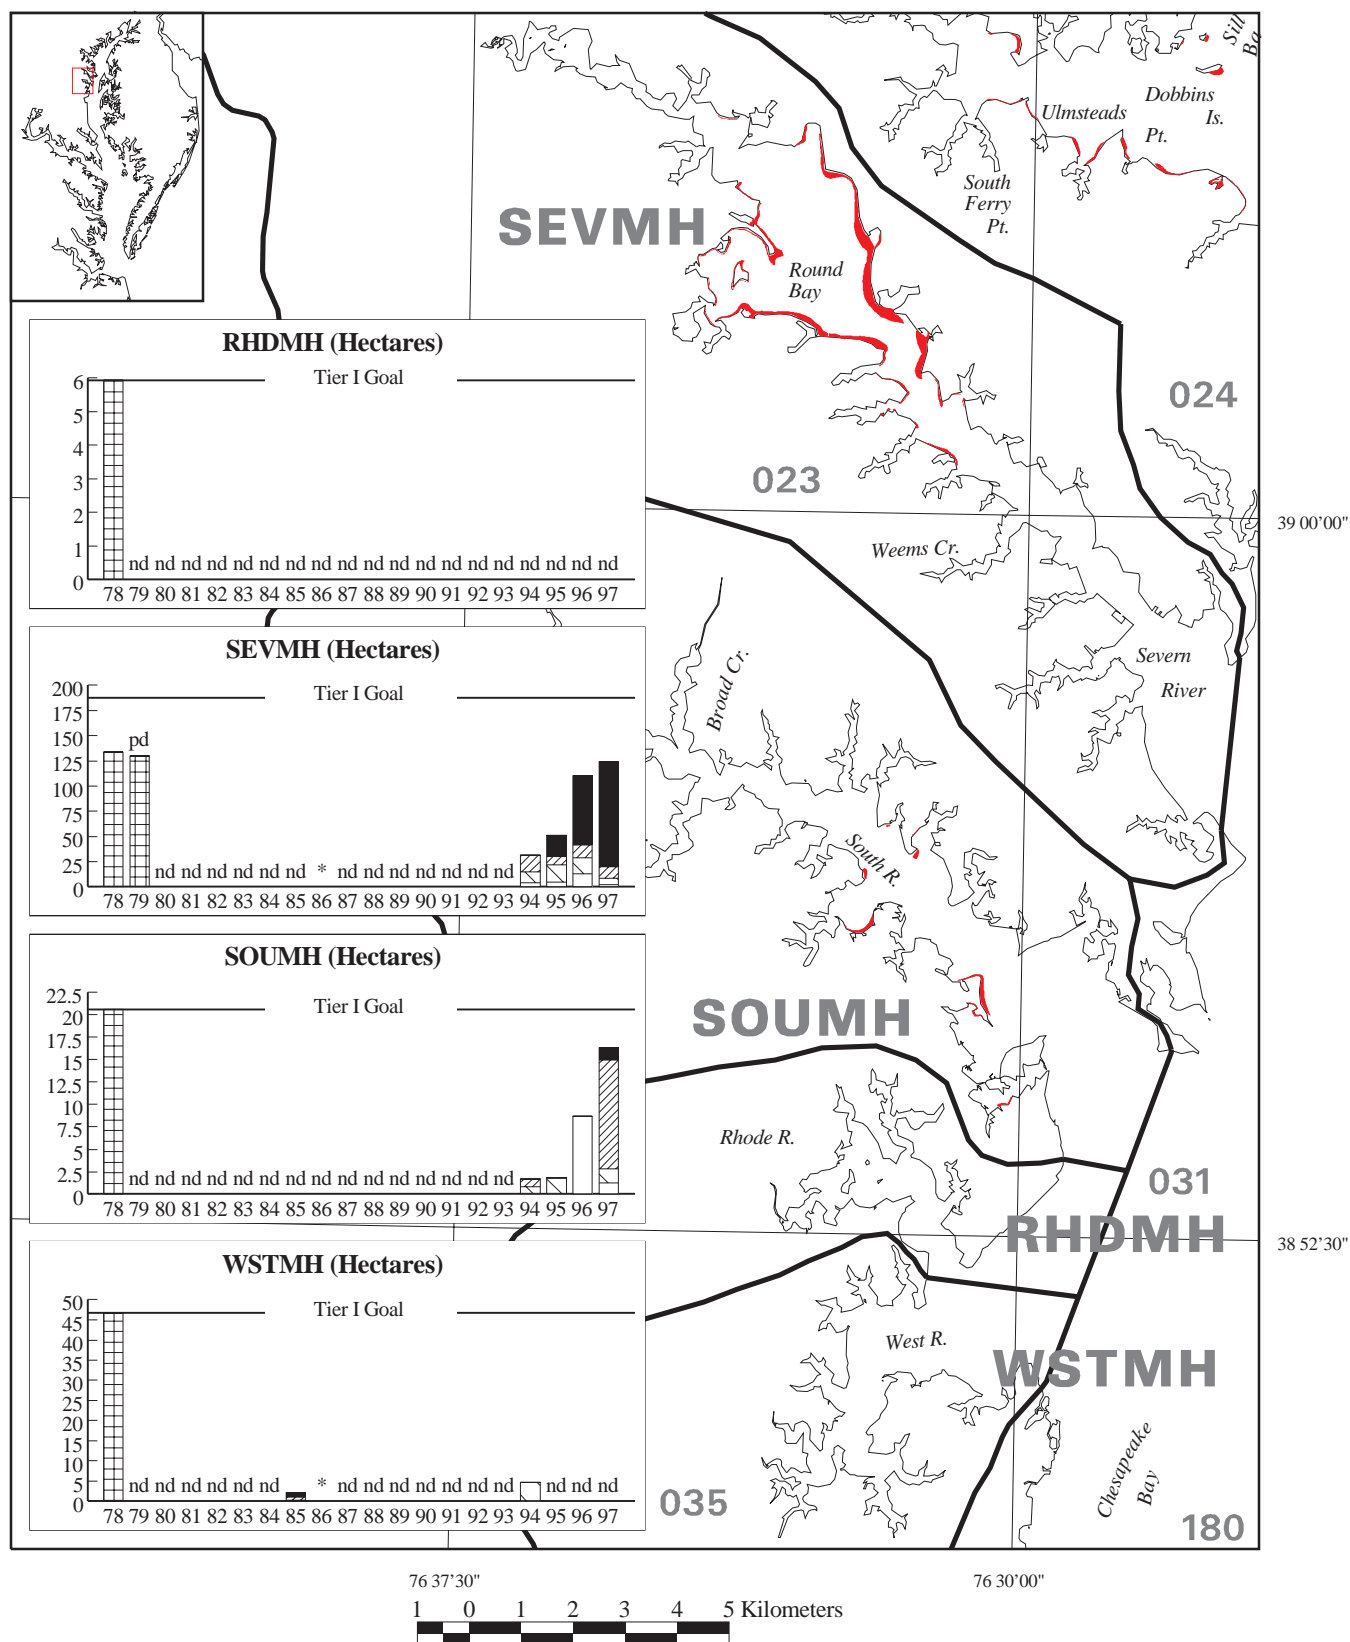 Sill
Ba
Dobbins
Is.
Ulmsteads
Pt.
South
Ferry
Pt.
SEVMH
Round
Bay
024
023
39 00'00"
Weems Cr.
Severn
River
Broad Cr.
South R.
SOUMH
Rhode R.
031
RHDMH
38 52'30"
West R.
WSTMH
Chesapeake
Bay
035
180
RHDMH (Hectares)
Tier I Goal
6
5
4
3
2
1
0
nd nd nd nd nd nd nd nd nd nd nd nd nd nd nd nd nd nd nd
78 79 80 81 82 83 84 85 86 87 88 89 90 91 92 93 94 95 96 97
SEVMH (Hectares)
Tier I Goal
200
175
150
125
100
75
50
25
0
pd
nd nd nd nd nd nd * nd nd nd nd nd nd nd
78 79 80 81 82 83 84 85 86 87 88 89 90 91 92 93 94 95 96 97
SOUMH (Hectares)
Tier I Goal
22.5
20
17.5
15
12.5
10
7.5
5
2.5
0
nd nd nd nd nd nd nd nd nd nd nd nd nd nd nd
78 79 80 81 82 83 84 85 86 87 88 89 90 91 92 93 94 95 96 97
WSTMH (Hectares)
Tier I Goal
50
45
40
35
30
25
20
15
10
5
0
nd nd nd nd nd nd * nd nd nd nd nd nd nd nd nd nd
78 79 80 81 82 83 84 85 86 87 88 89 90 91 92 93 94 95 96 97
76 37'30"
76 30'00"
1 0 1 2 3 4 5 Kilometers